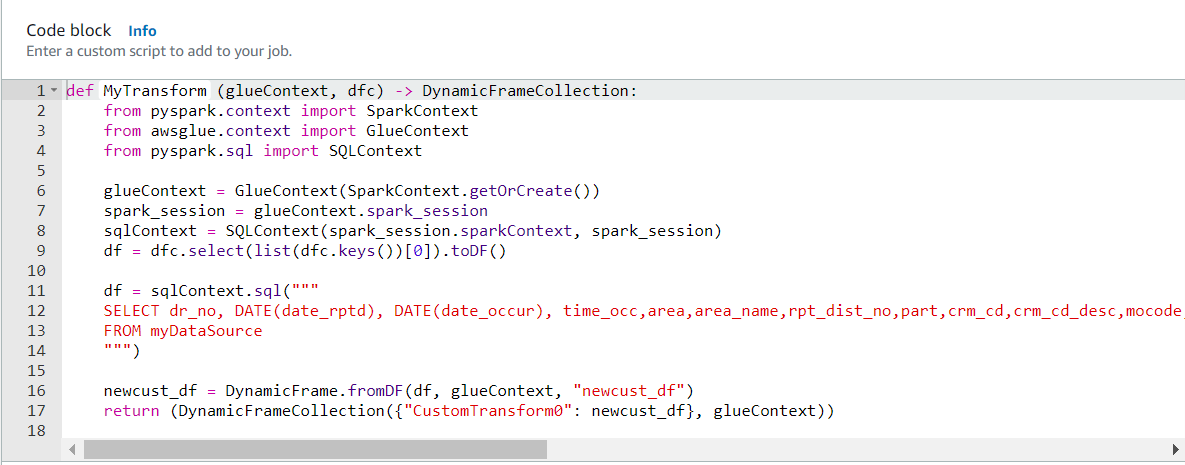 Code block Info
Enter a custom script to add to your job.
1 def MyTransform (glueContext, dfc) -> DynamicFrameCollection:
2     from pyspark.context import SparkContext
3     from awsglue.context import GlueContext
4     from pyspark.sql import SQLContext
5
6     glueContext = GlueContext(SparkContext.getOrCreate())
7     spark_session = glueContext.spark_session
8     sqlContext = SQLContext(spark_session.sparkContext, spark_session)
9     df = dfc.select(list(dfc.keys())[0]).toDF()
10
11     df = sqlContext.sql("""
12     SELECT dr_no, DATE(date_rptd), DATE(date_occur), time_occ,area,area_name,rpt_dist_no,part,crm_cd,crm_cd_desc,mocode,
13     FROM myDataSource
14     """)
15
16     newcust_df = DynamicFrame.fromDF(df, glueContext, "newcust_df")
17     return (DynamicFrameCollection({"CustomTransform0": newcust_df}, glueContext))
18